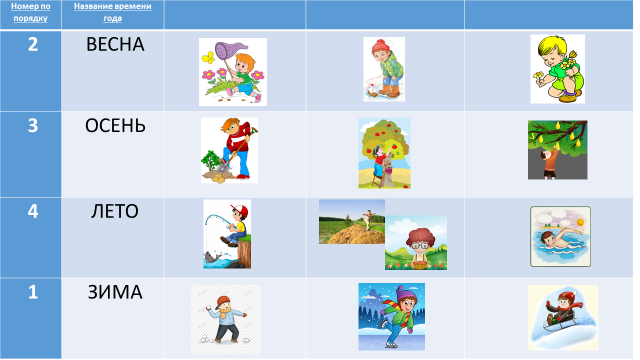 Номер по
порядку
Название времени
года
2 ВЕСНА
3 ОСЕНЬ
4 ЛЕТО
1 ЗИМА